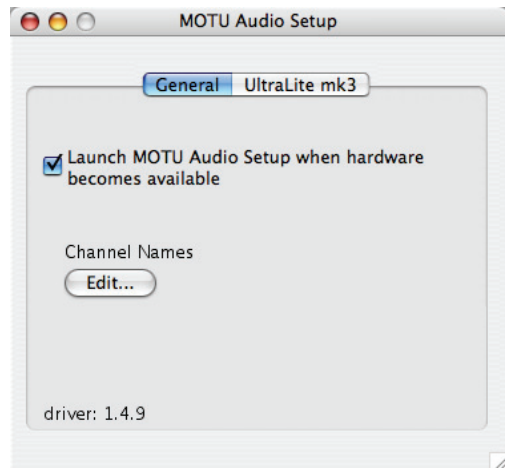 MOTU Audio Setup
General UltraLite mk3
Launch MOTU Audio Setup when hardware
becomes available
Channel Names
Edit...
driver: 1.4.9